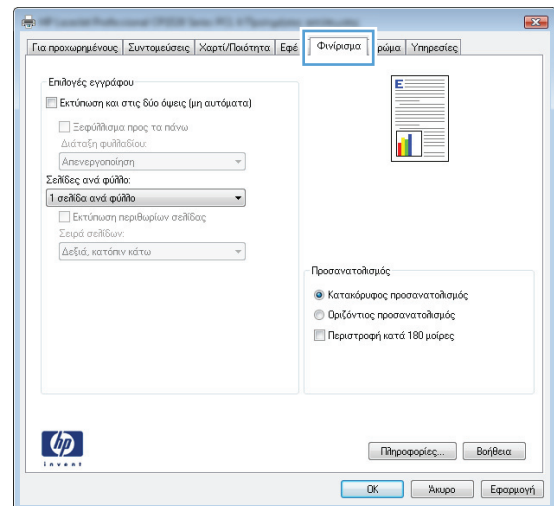 Για προχωρημένους Συντομεύσεις Χαρτί/Ποιότητα Εφέ Φινίρισμα ρώμα Υπηρεσίες
Επιλογές εγγράφου
Εκτύπωση και στις δύο όψεις (μη αυτόματα)
Ξεφύλλισμα προς τα πάνω
Διάταξη φυλλαδίου:
Απενεργοποίηση
Σελίδες ανά φύλλο:
1 σελίδα ανά φύλλο
Εκτύπωση περιθωρίων σελίδας
Σειρά σελίδων:
Δεξιά, κατόπιν κάτω
E
Προσανατολισμός
Κατακόρυφος προσανατολισμός
Οριζόντιος προσανατολισμός
Περιστροφή κατά 180 μοίρες
hp
invent
Πληροφορίες... Βοήθεια
OK Άκυρο Εφαρμογή